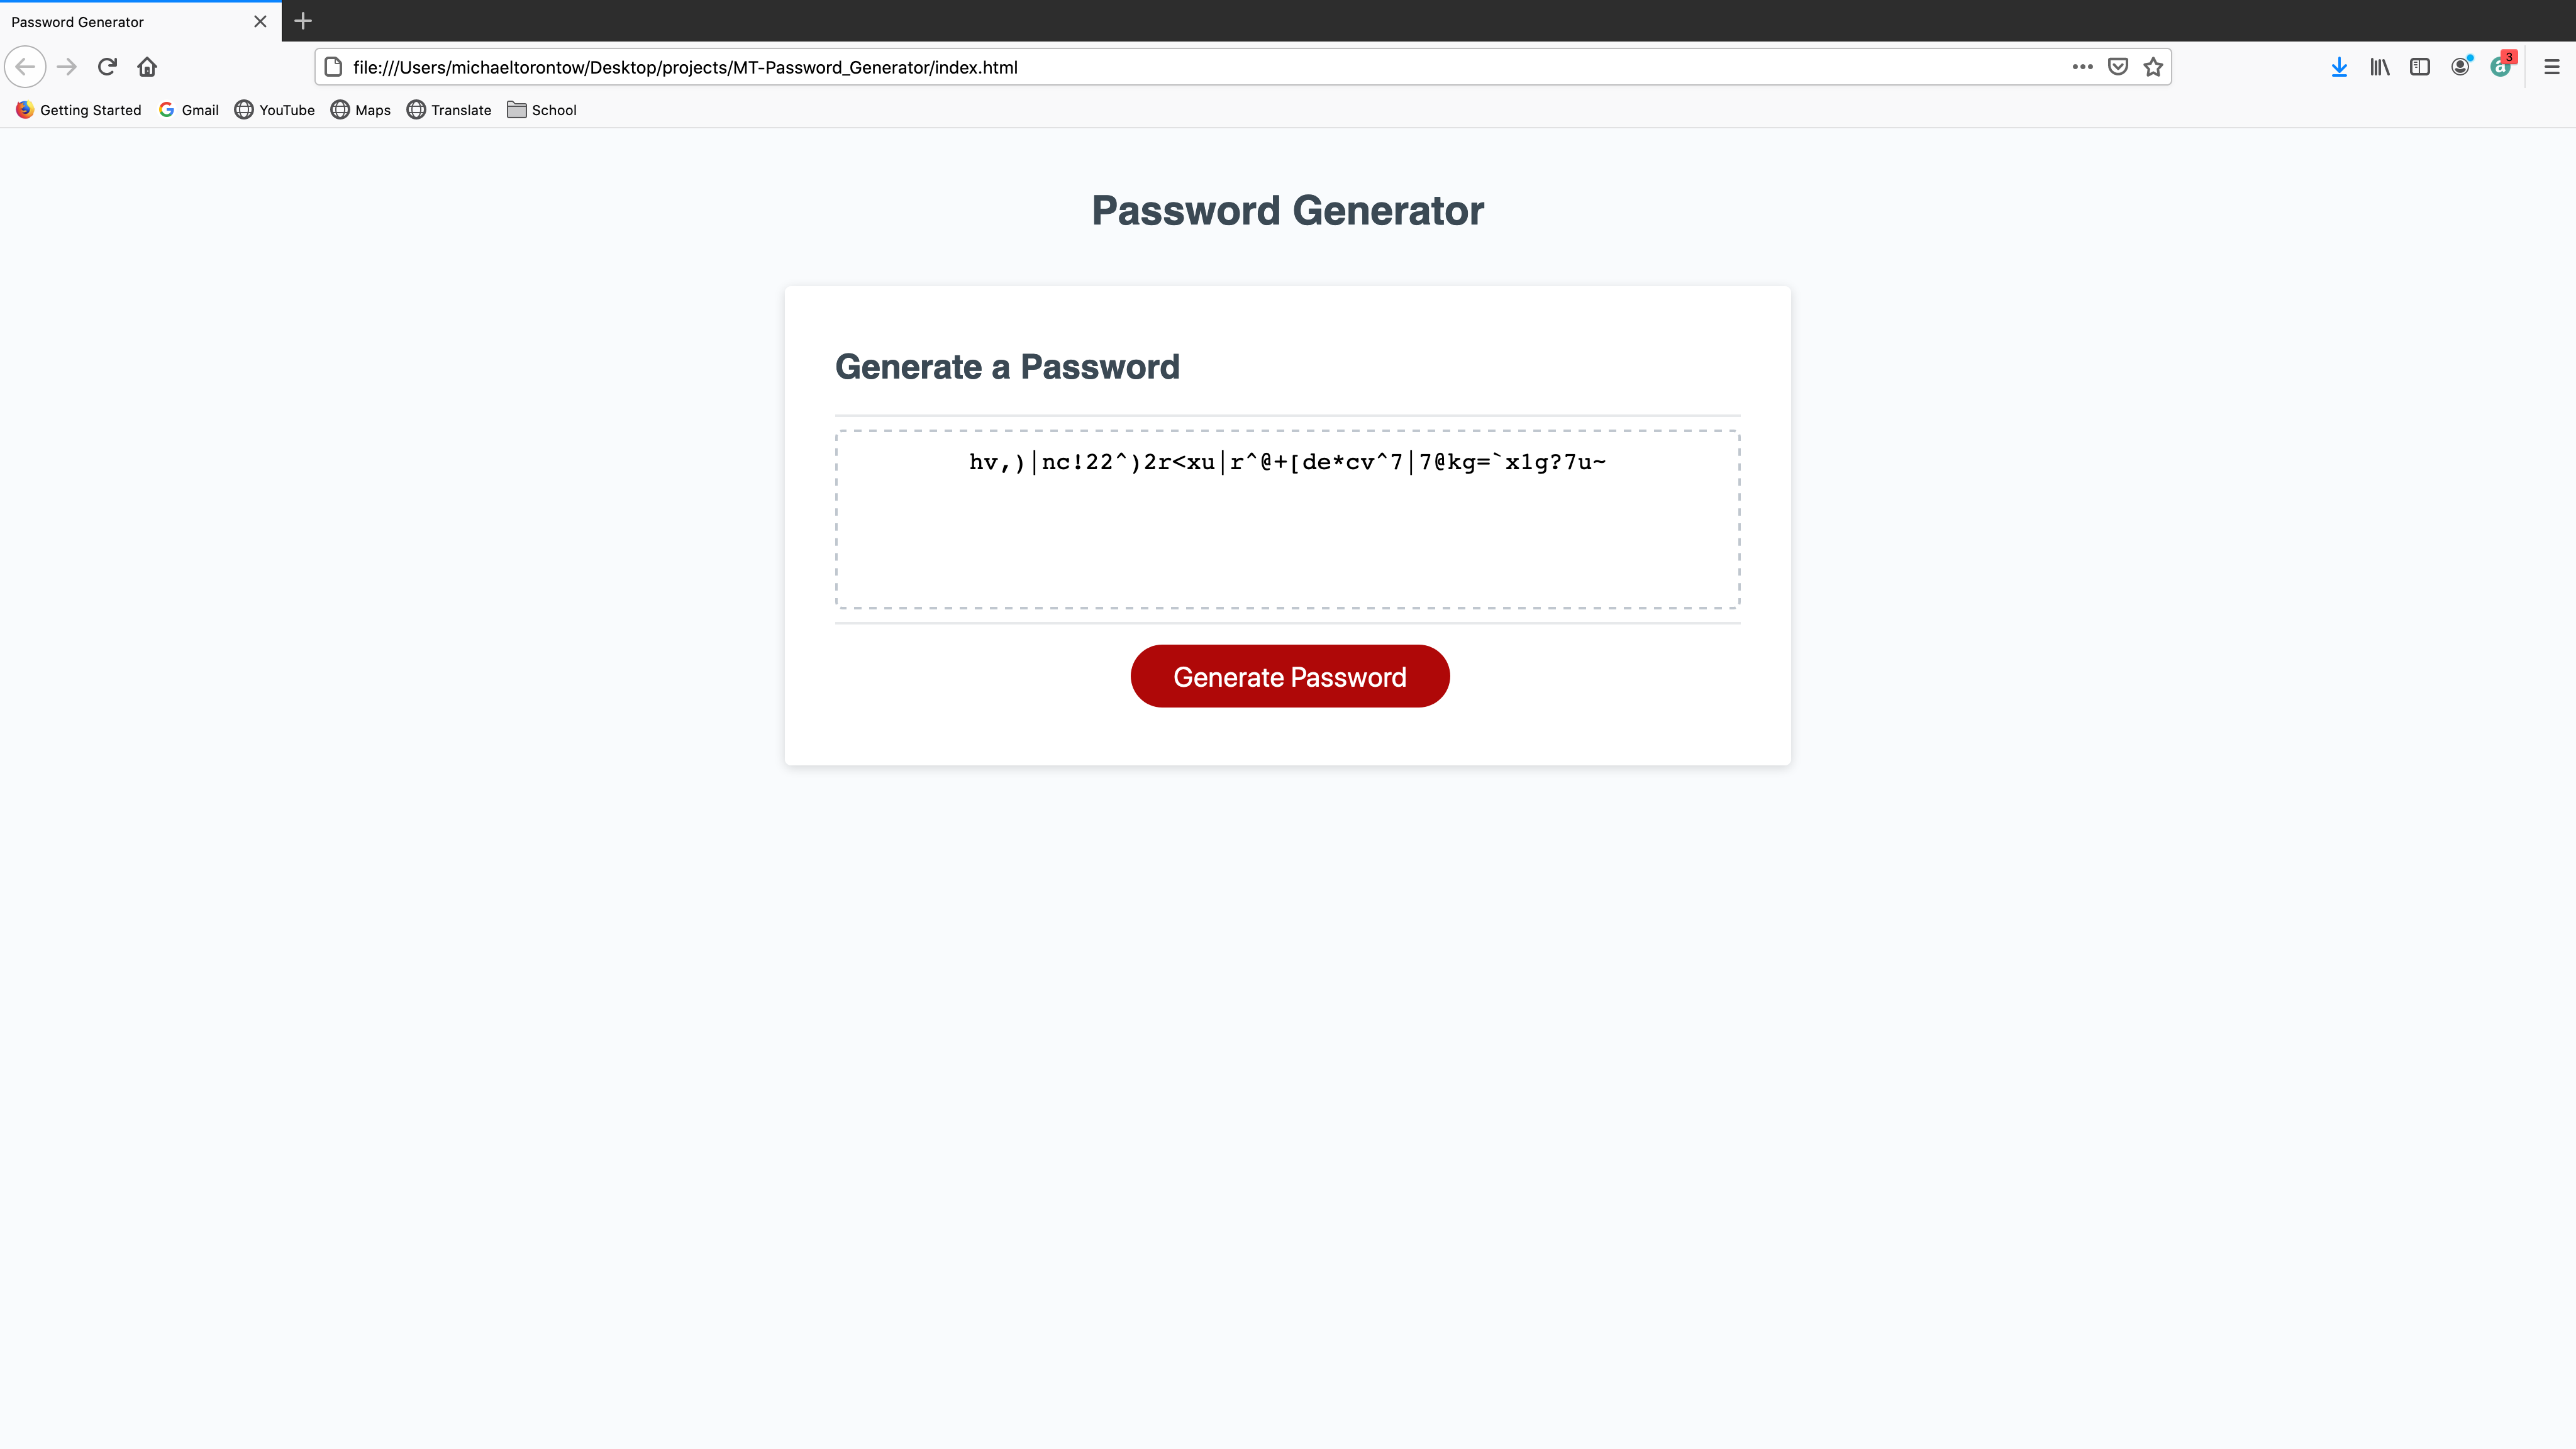 Password Generator
file:///Users/michaeltorontow/Desktop/projects/MT-Password_Generator/index.html
3
Getting Started Gmail YouTube Maps Translate School
Password Generator
Generate a Password
hv,)|nc!22^)2r<xu|r^@+[de*cv^7|7@kg=`x1g?7u~
Generate Password